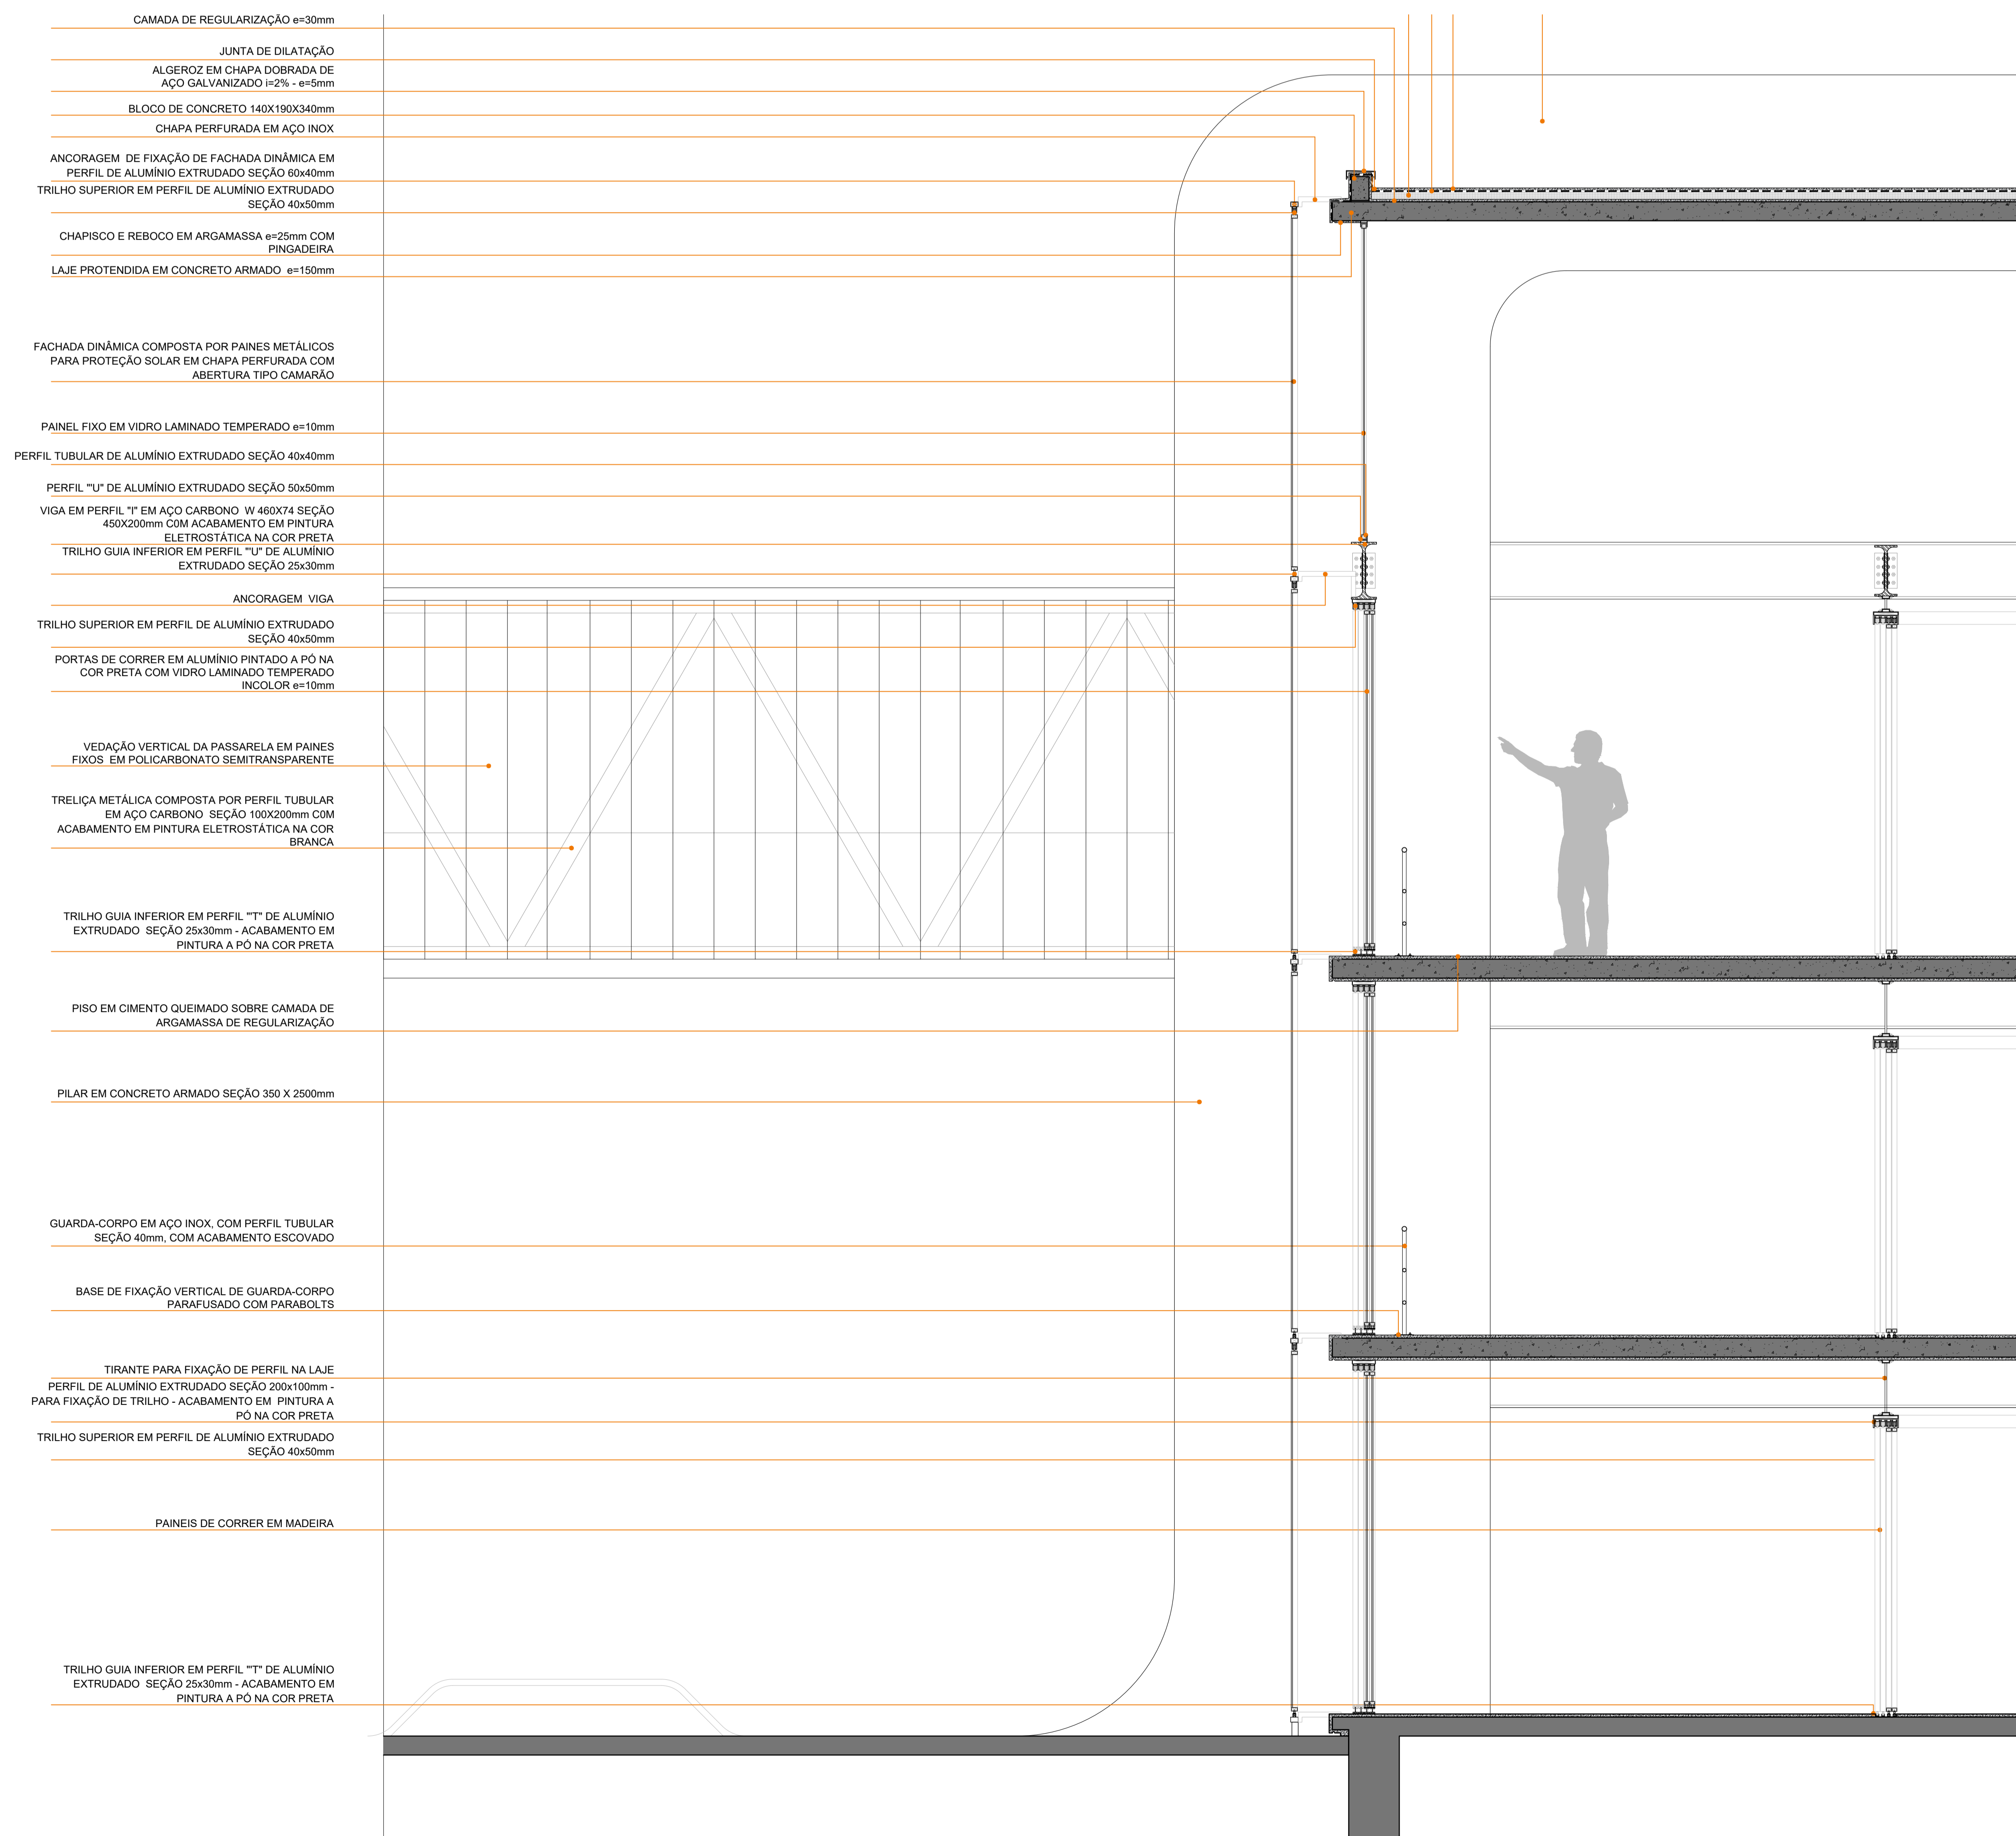 CAMADA DE REGULARIZAÇÃO e=30mm
JUNTA DE DILATAÇÃO
ALGEROZ EM CHAPA DOBRADA DE
AÇO GALVANIZADO i=2% - e=5mm
BLOCO DE CONCRETO 140X190X340mm
CHAPA PERFURADA EM AÇO INOX
ANCORAGEM DE FIXAÇÃO DE FACHADA DINÂMICA EM
PERFIL DE ALUMÍNIO EXTRUDADO SEÇÃO 60x40mm
TRILHO SUPERIOR EM PERFIL DE ALUMÍNIO EXTRUDADO
SEÇÃO 40x50mm
CHAPISCO E REBOCO EM ARGAMASSA e=25mm COM
PINGADEIRA
LAJE PROTENDIDA EM CONCRETO ARMADO e=150mm
FACHADA DINÂMICA COMPOSTA POR PAINES METÁLICOS
PARA PROTEÇÃO SOLAR EM CHAPA PERFURADA COM
ABERTURA TIPO CAMARÃO
PAINEL FIXO EM VIDRO LAMINADO TEMPERADO e=10mm
PERFIL TUBULAR DE ALUMÍNIO EXTRUDADO SEÇÃO 40x40mm
PERFIL "'U" DE ALUMÍNIO EXTRUDADO SEÇÃO 50x50mm
VIGA EM PERFIL "I" EM AÇO CARBONO W 460X74 SEÇÃO
450X200mm C0M ACABAMENTO EM PINTURA
ELETROSTÁTICA NA COR PRETA
TRILHO GUIA INFERIOR EM PERFIL "'U" DE ALUMÍNIO
EXTRUDADO SEÇÃO 25x30mm
ANCORAGEM VIGA
TRILHO SUPERIOR EM PERFIL DE ALUMÍNIO EXTRUDADO
SEÇÃO 40x50mm
PORTAS DE CORRER EM ALUMÍNIO PINTADO A PÓ NA
COR PRETA COM VIDRO LAMINADO TEMPERADO
INCOLOR e=10mm
VEDAÇÃO VERTICAL DA PASSARELA EM PAINES
FIXOS EM POLICARBONATO SEMITRANSPARENTE
TRELIÇA METÁLICA COMPOSTA POR PERFIL TUBULAR
EM AÇO CARBONO SEÇÃO 100X200mm C0M
ACABAMENTO EM PINTURA ELETROSTÁTICA NA COR
BRANCA
TRILHO GUIA INFERIOR EM PERFIL "'T" DE ALUMÍNIO
EXTRUDADO SEÇÃO 25x30mm - ACABAMENTO EM
PINTURA A PÓ NA COR PRETA
PISO EM CIMENTO QUEIMADO SOBRE CAMADA DE
ARGAMASSA DE REGULARIZAÇÃO
PILAR EM CONCRETO ARMADO SEÇÃO 350 X 2500mm
GUARDA-CORPO EM AÇO INOX, COM PERFIL TUBULAR
SEÇÃO 40mm, COM ACABAMENTO ESCOVADO
BASE DE FIXAÇÃO VERTICAL DE GUARDA-CORPO
PARAFUSADO COM PARABOLTS
TIRANTE PARA FIXAÇÃO DE PERFIL NA LAJE
PERFIL DE ALUMÍNIO EXTRUDADO SEÇÃO 200x100mm -
PARA FIXAÇÃO DE TRILHO - ACABAMENTO EM PINTURA A
PÓ NA COR PRETA
TRILHO SUPERIOR EM PERFIL DE ALUMÍNIO EXTRUDADO
SEÇÃO 40x50mm
PAINEIS DE CORRER EM MADEIRA
TRILHO GUIA INFERIOR EM PERFIL "'T" DE ALUMÍNIO
EXTRUDADO SEÇÃO 25x30mm - ACABAMENTO EM
PINTURA A PÓ NA COR PRETA